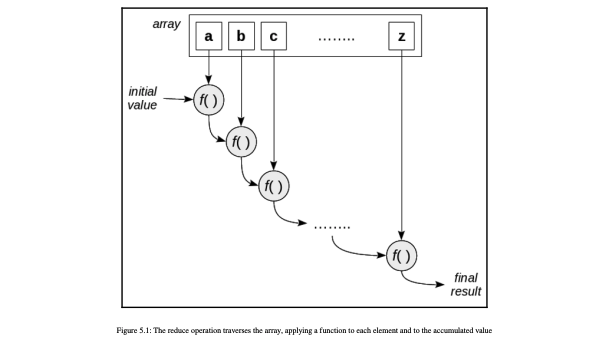 array
a b c ........ z
initial
value
f( )
f( )
f( )
........
f( )
final
result
Figure 5.1: The reduce operation traverses the array, applying a function to each element and to the accumulated value